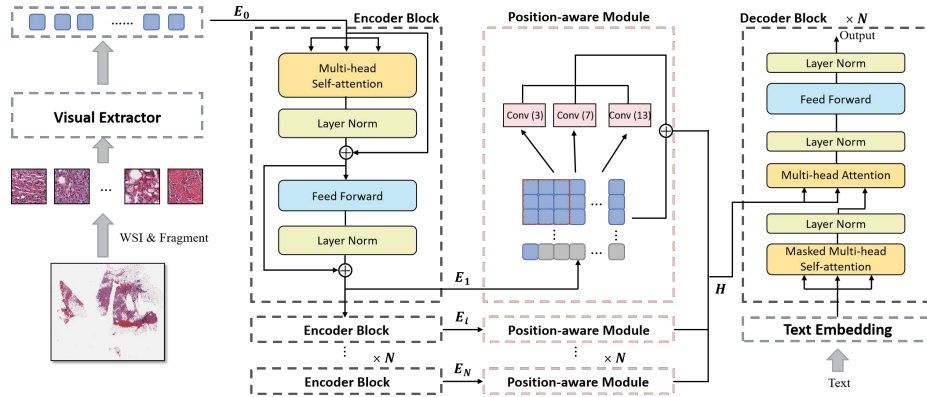 ......
Visual Extractor
...
WSI & Fragment
E₀
Encoder Block
Multi-head
Self-attention
Layer Norm
Feed Forward
Layer Norm
E₁
Encoder Block
× N
Encoder Block
Eᵢ
E_N
Position-aware Module
Conv (3)
Conv (7)
Conv (13)
...
...
Position-aware Module
× N
Position-aware Module
H
Decoder Block × N
Output
Layer Norm
Feed Forward
Layer Norm
Multi-head Attention
Layer Norm
Masked Multi-head
Self-attention
Text Embedding
Text